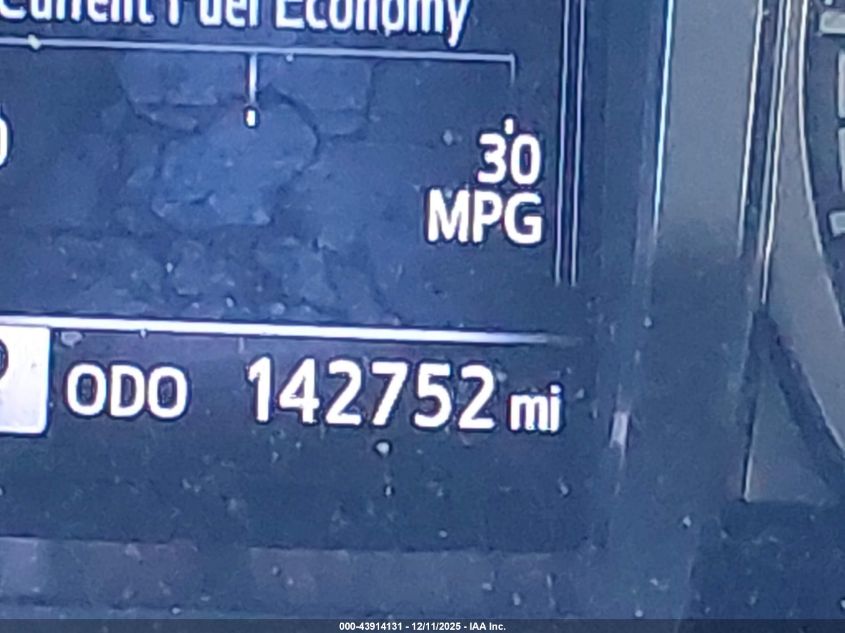 Current Fuel Economy
30
MPG
ODO 142752 mi
000-43914131 - 12/11/2025 - IAA Inc.